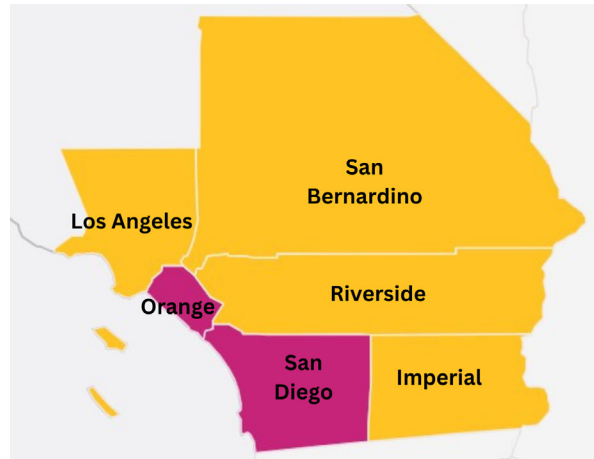 San
Bernardino
Los Angeles
Riverside
Orange
San
Diego
Imperial